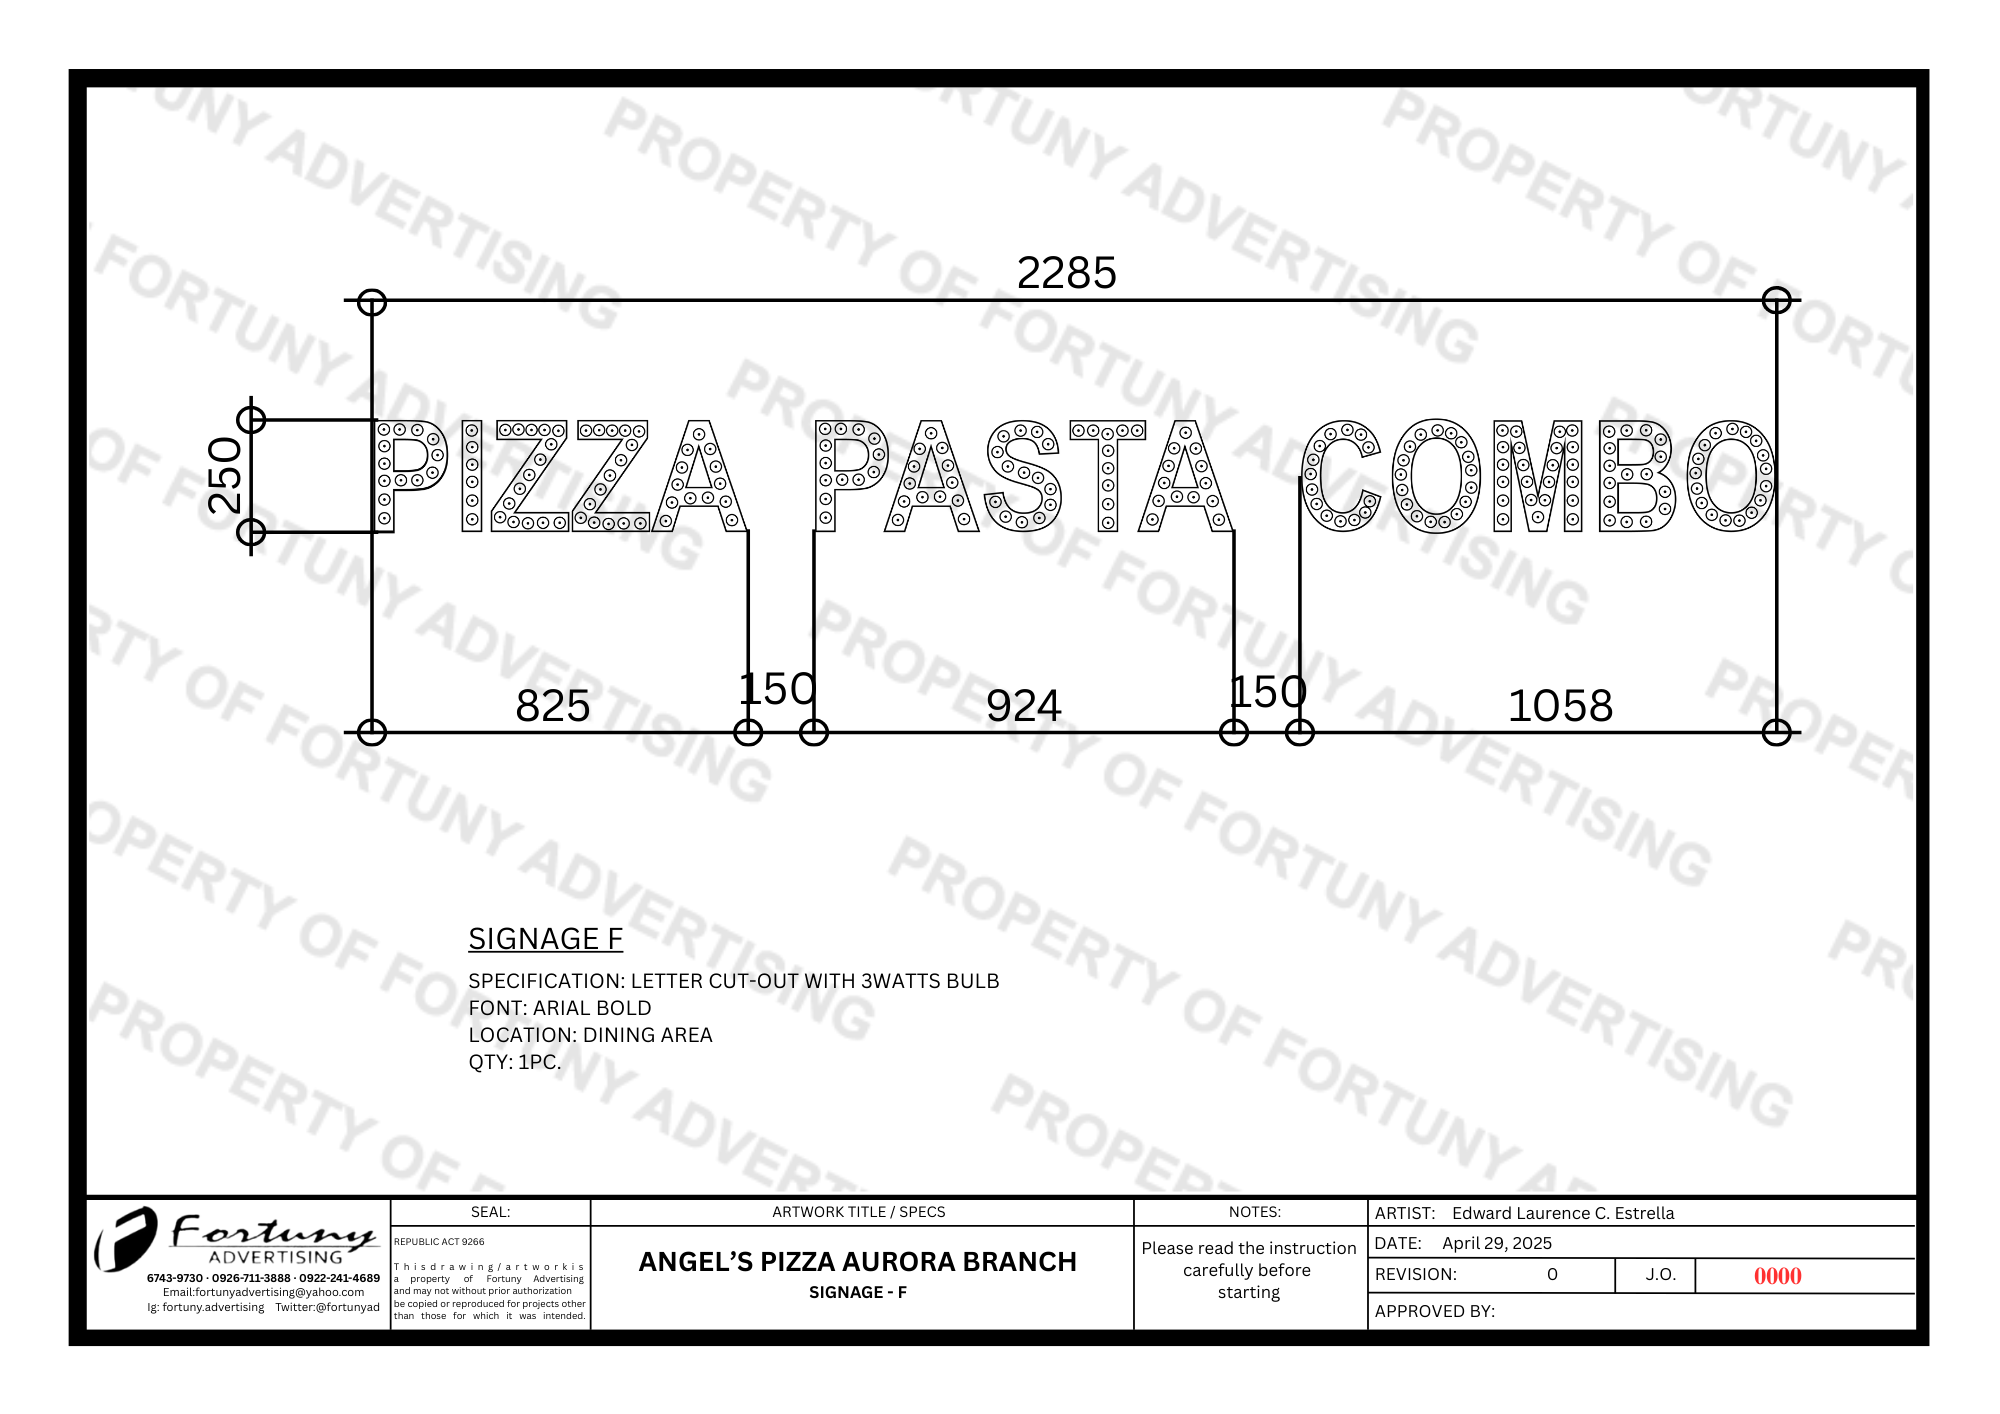 PROPERTY OF FORTUNY ADVERTISING
2285
250
PIZZA PASTA COMBO
825
150
924
150
1058
SIGNAGE F
SPECIFICATION: LETTER CUT-OUT WITH 3WATTS BULB
FONT: ARIAL BOLD
LOCATION: DINING AREA
QTY: 1PC.
Fortuny
ADVERTISING
6743-9730 · 0926-711-3888 · 0922-241-4689
Email:fortunyadvertising@yahoo.com
Ig: fortuny.advertising Twitter:@fortunyad
SEAL:
REPUBLIC ACT 9266
This drawing/artwork is
a property of Fortuny Advertising
and may not without prior authorization
be copied or reproduced for projects other
than those for which it was intended.
ARTWORK TITLE / SPECS
ANGEL’S PIZZA AURORA BRANCH
SIGNAGE - F
NOTES:
Please read the instruction
carefully before
starting
ARTIST: Edward Laurence C. Estrella
DATE: April 29, 2025
REVISION: 0 J.O. 0000
APPROVED BY: